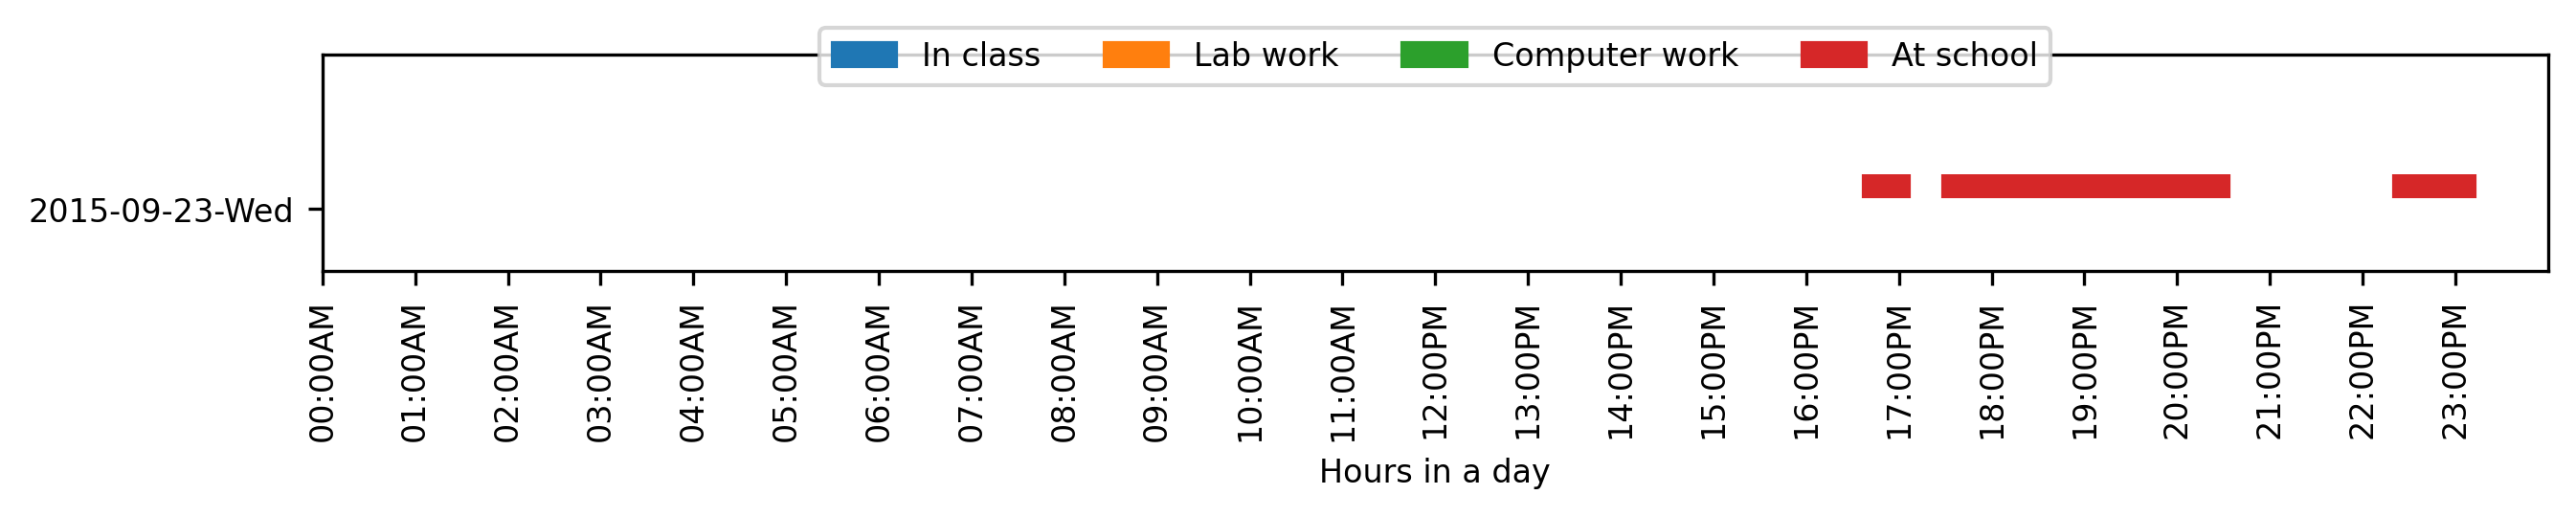 In class Lab work Computer work At school
2015-09-23-Wed
00:00AM 01:00AM 02:00AM 03:00AM 04:00AM 05:00AM 06:00AM 07:00AM 08:00AM 09:00AM 10:00AM 11:00AM 12:00PM 13:00PM 14:00PM 15:00PM 16:00PM 17:00PM 18:00PM 19:00PM 20:00PM 21:00PM 22:00PM 23:00PM
Hours in a day